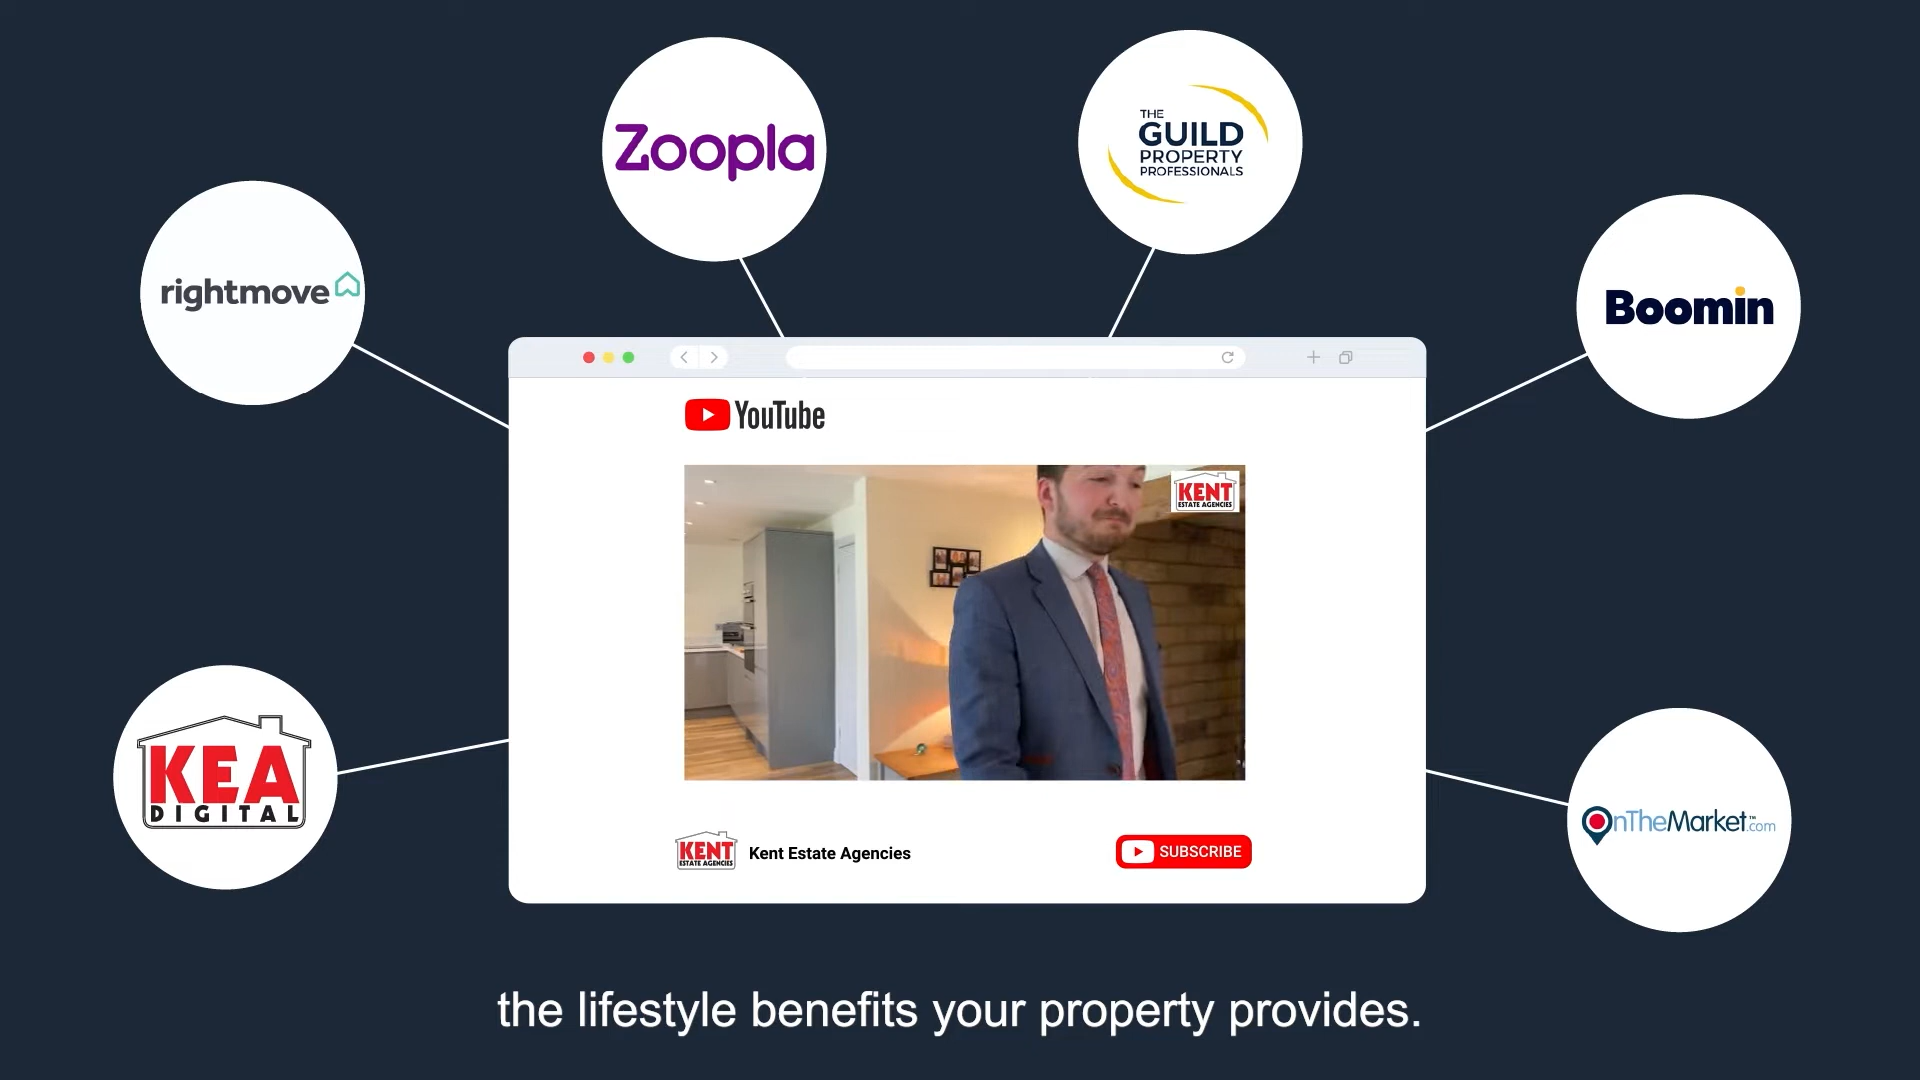 Zoopla
THE
GUILD
PROPERTY
PROFESSIONALS
rightmove
Boomin
YouTube
KENT
ESTATE AGENCIES
KEA
DIGITAL
OnTheMarket™.com
KENT
ESTATE AGENCIES
Kent Estate Agencies
SUBSCRIBE
the lifestyle benefits your property provides.